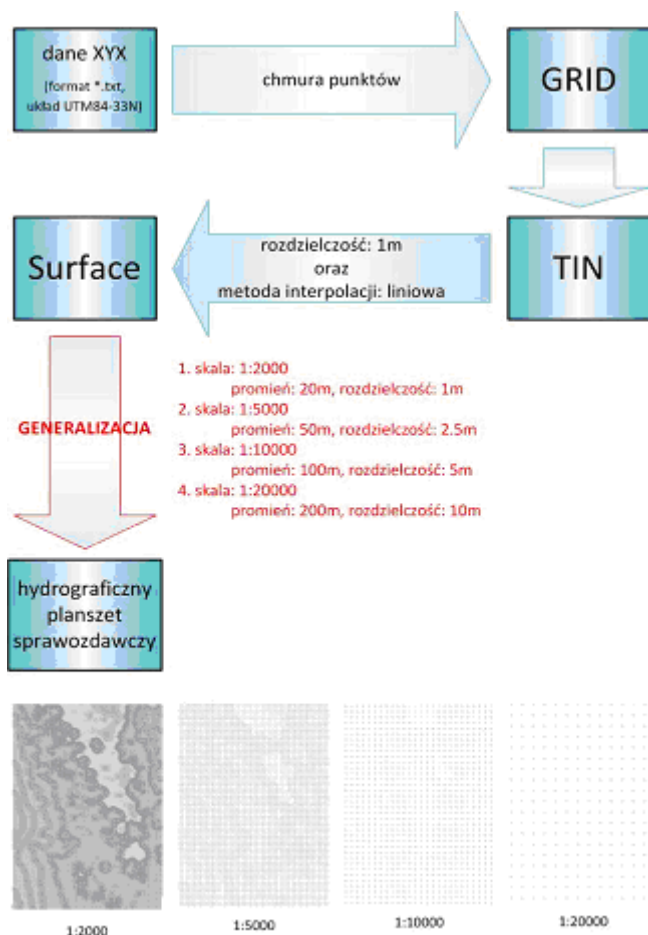 dane XYX
(format *.txt,
układ UTM84-33N)
chmura punktów
GRID
Surface
rozdzielczość: 1m
oraz
metoda interpolacji: liniowa
TIN
GENERALIZACJA
1. skala: 1:2000
promień: 20m, rozdzielczość: 1m
2. skala: 1:5000
promień: 50m, rozdzielczość: 2.5m
3. skala: 1:10000
promień: 100m, rozdzielczość: 5m
4. skala: 1:20000
promień: 200m, rozdzielczość: 10m
hydrograficzny
planszet
sprawozdawczy
1:2000
1:5000
1:10000
1:20000